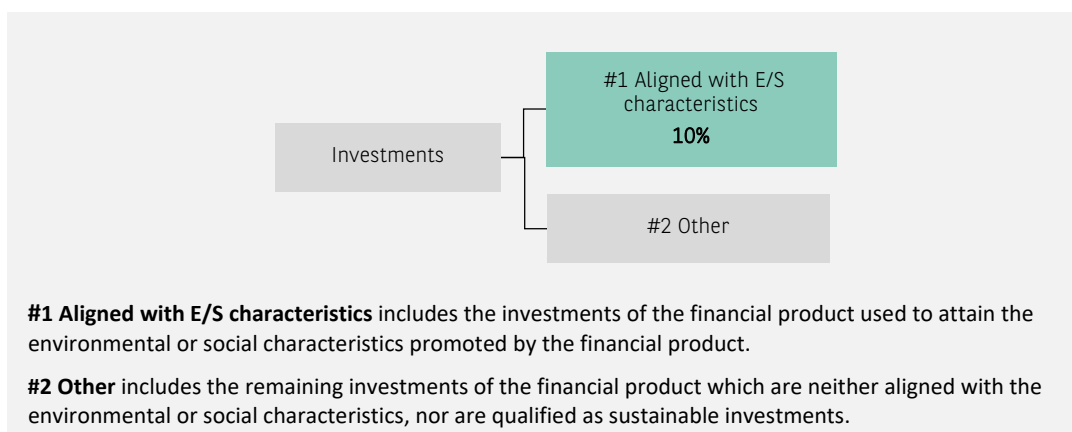 #1 Aligned with E/S
characteristics
10%
Investments
#2 Other
#1 Aligned with E/S characteristics includes the investments of the financial product used to attain the
environmental or social characteristics promoted by the financial product.
#2 Other includes the remaining investments of the financial product which are neither aligned with the
environmental or social characteristics, nor are qualified as sustainable investments.